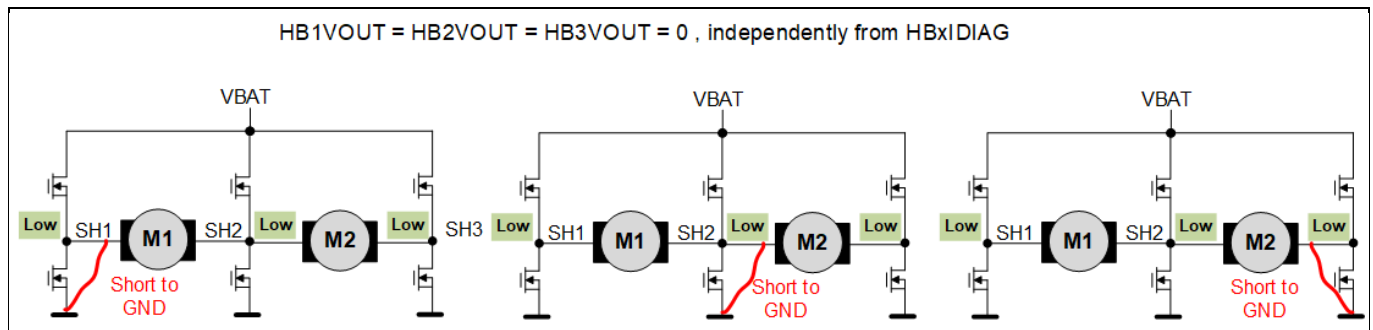 HB1VOUT = HB2VOUT = HB3VOUT = 0 , independently from HBxIDIAG
VBAT
Low
SH1
M1
SH2
Low
M2
Low
SH3
Short to
GND
VBAT
Low
SH1
M1
SH2
Low
M2
Low
Short to
GND
VBAT
Low
SH1
M1
SH2
Low
M2
Low
Short to
GND